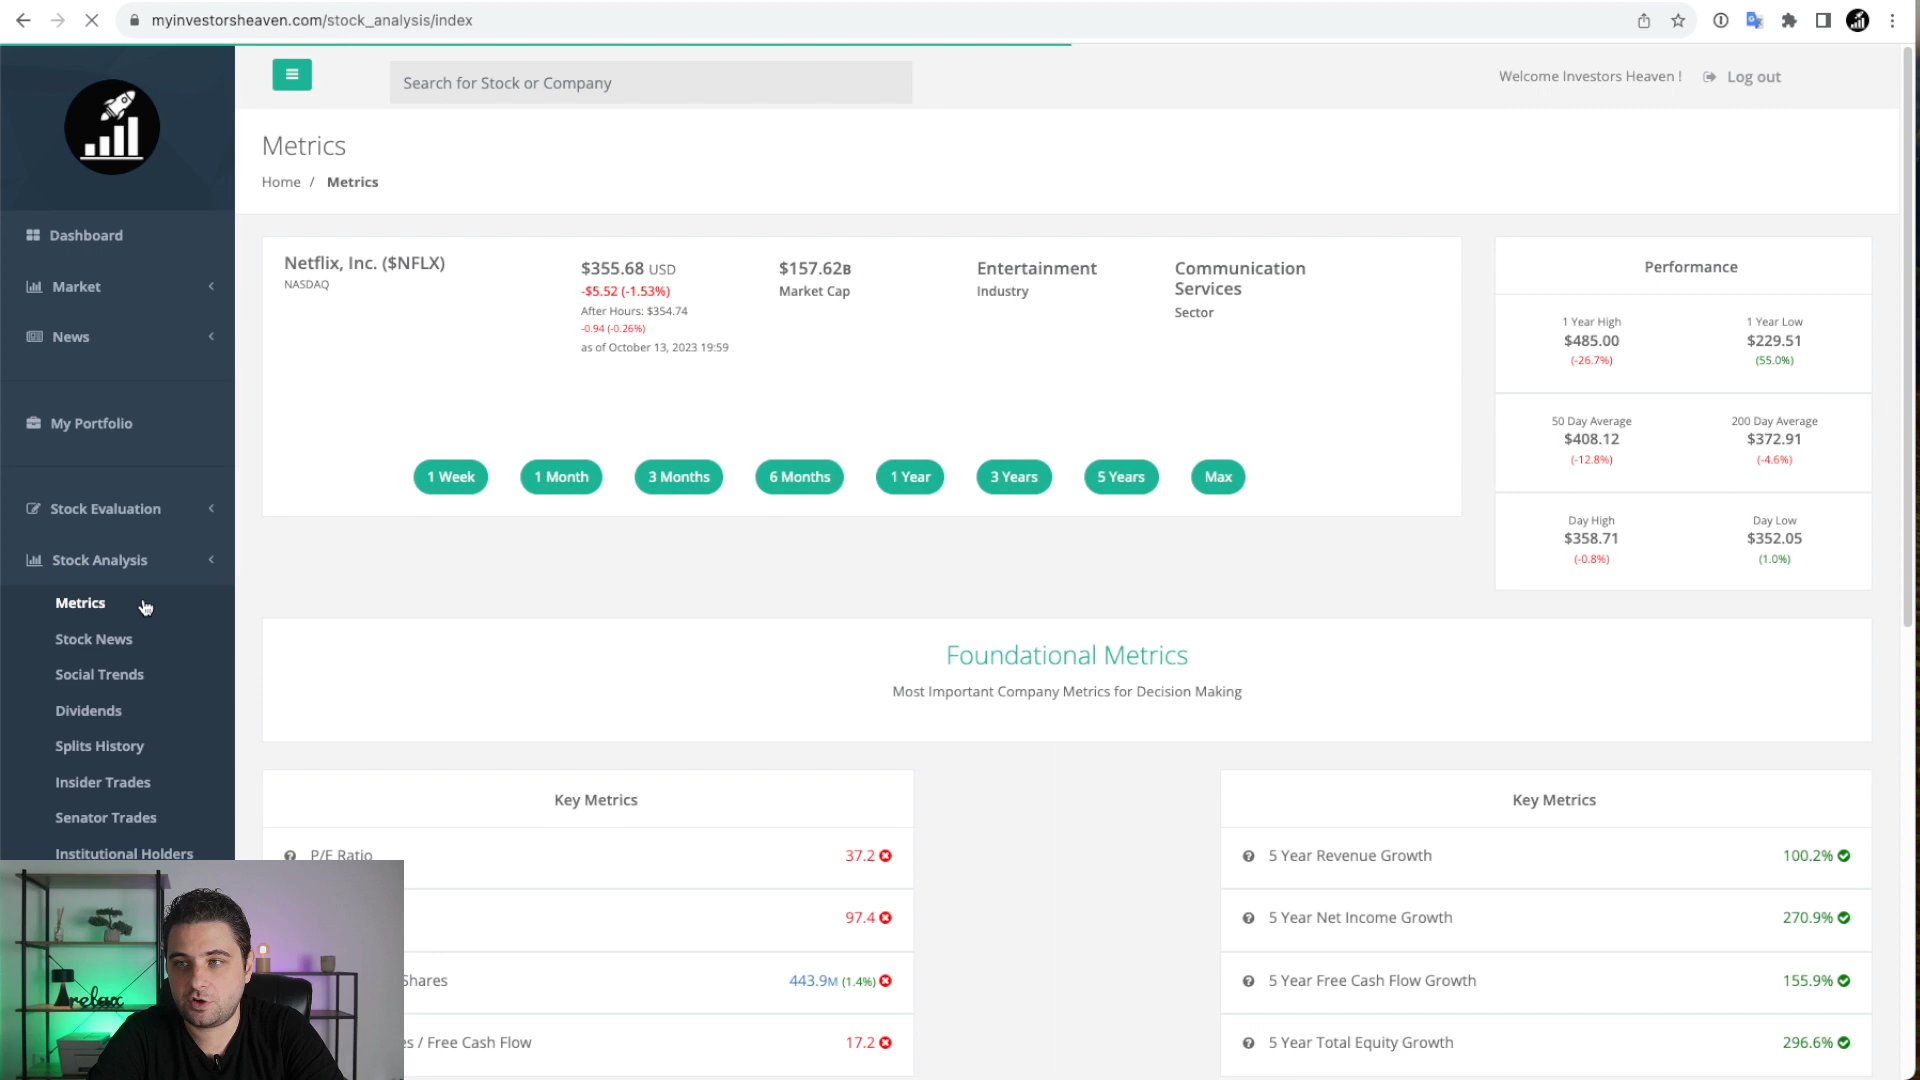 myinvestorsheaven.com/stock_analysis/index
Search for Stock or Company
Welcome Investors Heaven !
Log out
Metrics
Home / Metrics
Dashboard
Market
News
My Portfolio
Stock Evaluation
Stock Analysis
Metrics
Stock News
Social Trends
Dividends
Splits History
Insider Trades
Senator Trades
Institutional Holders
Netflix, Inc. ($NFLX)
NASDAQ
$355.68 USD
-$5.52 (-1.53%)
After Hours: $354.74
-0.94 (-0.26%)
as of October 13, 2023 19:59
$157.62B
Market Cap
Entertainment
Industry
Communication
Services
Sector
1 Week
1 Month
3 Months
6 Months
1 Year
3 Years
5 Years
Max
Performance
1 Year High
$485.00
(-26.7%)
1 Year Low
$229.51
(55.0%)
50 Day Average
$408.12
(-12.8%)
200 Day Average
$372.91
(-4.6%)
Day High
$358.71
(-0.8%)
Day Low
$352.05
(1.0%)
Foundational Metrics
Most Important Company Metrics for Decision Making
Key Metrics
P/E Ratio 37.2
97.4
Shares 443.9M (1.4%)
es / Free Cash Flow 17.2
Key Metrics
5 Year Revenue Growth 100.2%
5 Year Net Income Growth 270.9%
5 Year Free Cash Flow Growth 155.9%
5 Year Total Equity Growth 296.6%
relax